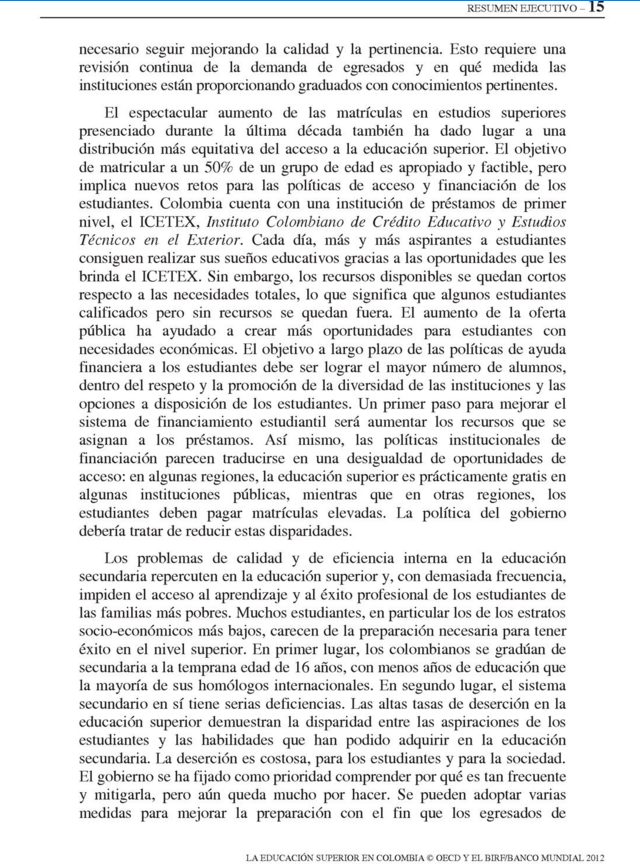 RESUMEN EJECUTIVO – 15
necesario seguir mejorando la calidad y la pertinencia. Esto requiere una
revisión continua de la demanda de egresados y en qué medida las
instituciones están proporcionando graduados con conocimientos pertinentes.
El espectacular aumento de las matrículas en estudios superiores
presenciado durante la última década también ha dado lugar a una
distribución más equitativa del acceso a la educación superior. El objetivo
de matricular a un 50% de un grupo de edad es apropiado y factible, pero
implica nuevos retos para las políticas de acceso y financiación de los
estudiantes. Colombia cuenta con una institución de préstamos de primer
nivel, el ICETEX, Instituto Colombiano de Crédito Educativo y Estudios
Técnicos en el Exterior. Cada día, más y más aspirantes a estudiantes
consiguen realizar sus sueños educativos gracias a las oportunidades que les
brinda el ICETEX. Sin embargo, los recursos disponibles se quedan cortos
respecto a las necesidades totales, lo que significa que algunos estudiantes
calificados pero sin recursos se quedan fuera. El aumento de la oferta
pública ha ayudado a crear más oportunidades para estudiantes con
necesidades económicas. El objetivo a largo plazo de las políticas de ayuda
financiera a los estudiantes debe ser lograr el mayor número de alumnos,
dentro del respeto y la promoción de la diversidad de las instituciones y las
opciones a disposición de los estudiantes. Un primer paso para mejorar el
sistema de financiamiento estudiantil será aumentar los recursos que se
asignan a los préstamos. Así mismo, las políticas institucionales de
financiación parecen traducirse en una desigualdad de oportunidades de
acceso: en algunas regiones, la educación superior es prácticamente gratis en
algunas instituciones públicas, mientras que en otras regiones, los
estudiantes deben pagar matrículas elevadas. La política del gobierno
debería tratar de reducir estas disparidades.
Los problemas de calidad y de eficiencia interna en la educación
secundaria repercuten en la educación superior y, con demasiada frecuencia,
impiden el acceso al aprendizaje y al éxito profesional de los estudiantes de
las familias más pobres. Muchos estudiantes, en particular los de los estratos
socio-económicos más bajos, carecen de la preparación necesaria para tener
éxito en el nivel superior. En primer lugar, los colombianos se gradúan de
secundaria a la temprana edad de 16 años, con menos años de educación que
la mayoría de sus homólogos internacionales. En segundo lugar, el sistema
secundario en sí tiene serias deficiencias. Las altas tasas de deserción en la
educación superior demuestran la disparidad entre las aspiraciones de los
estudiantes y las habilidades que han podido adquirir en la educación
secundaria. La deserción es costosa, para los estudiantes y para la sociedad.
El gobierno se ha fijado como prioridad comprender por qué es tan frecuente
y mitigarla, pero aún queda mucho por hacer. Se pueden adoptar varias
medidas para mejorar la preparación con el fin que los egresados de
LA EDUCACIÓN SUPERIOR EN COLOMBIA © OECD Y EL BIRF/BANCO MUNDIAL 2012